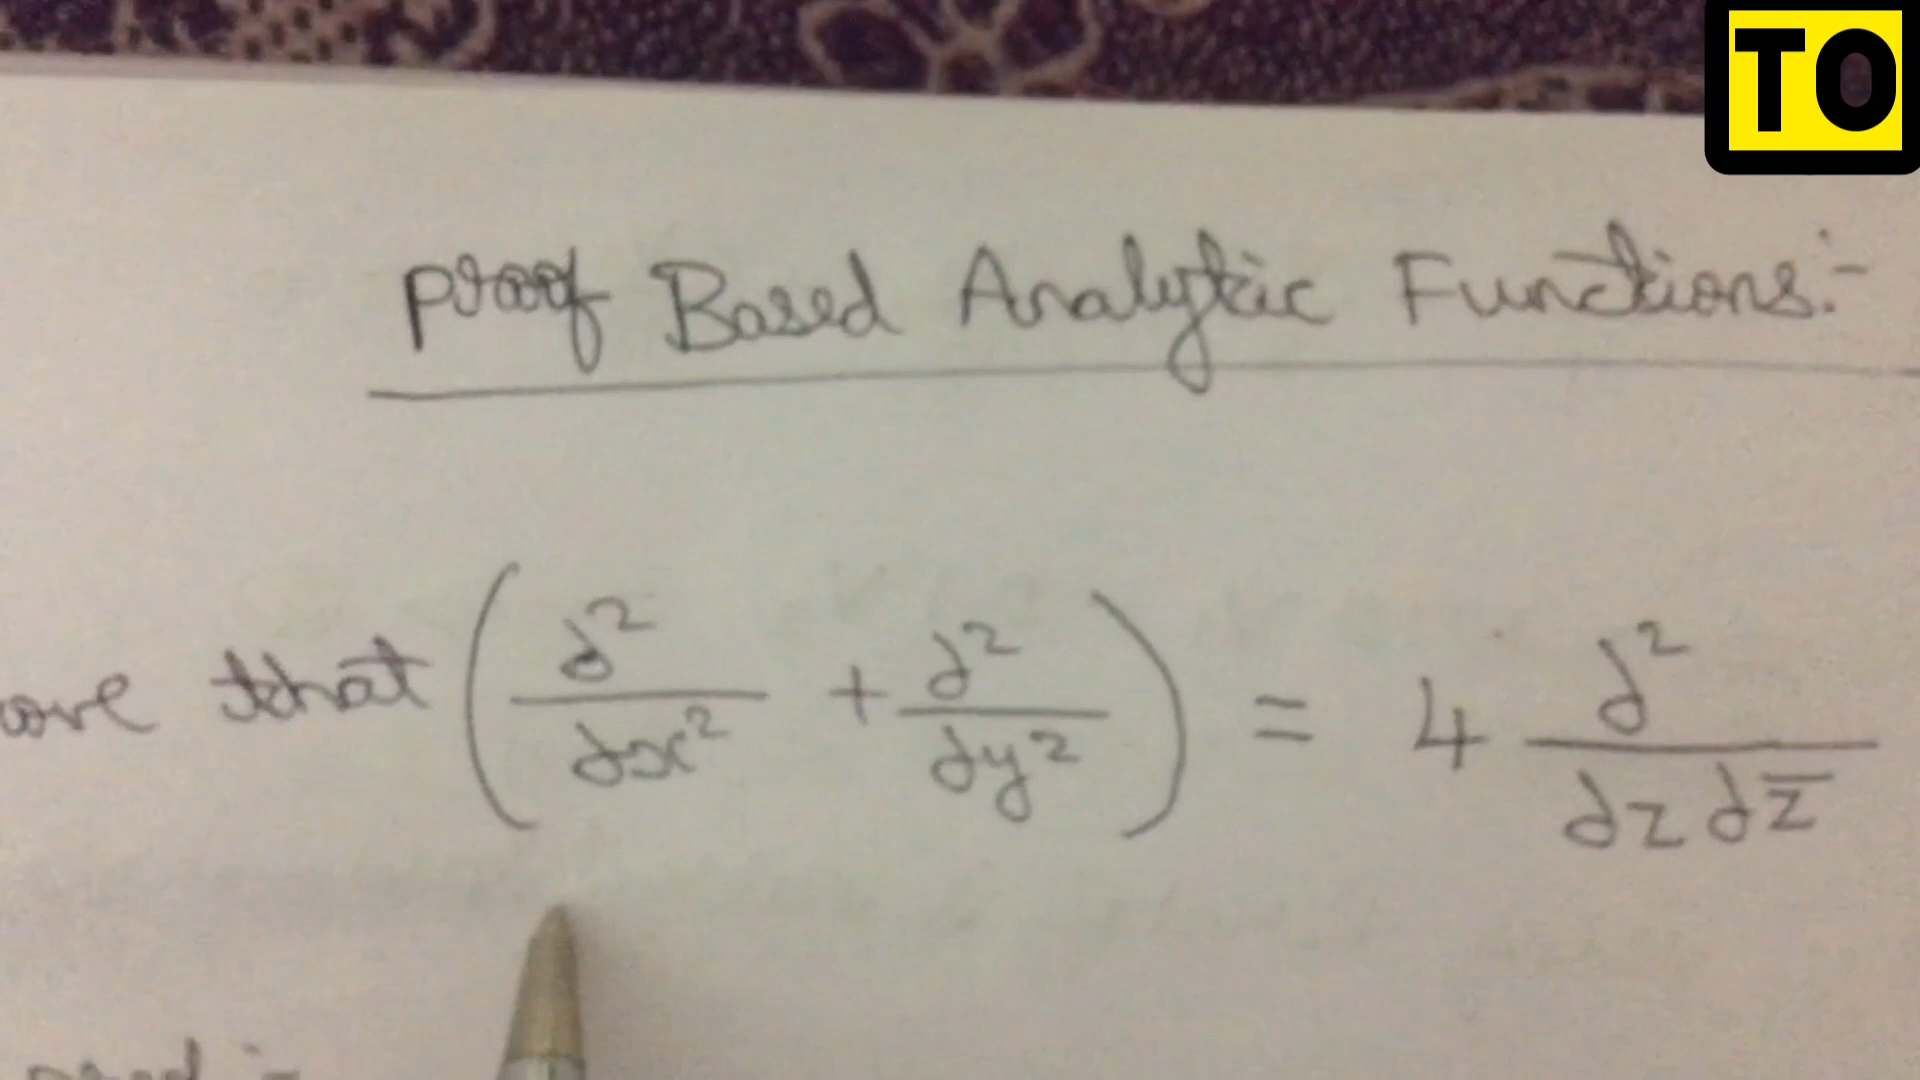 TO
Proof Based Analytic Functions:-
ove that (∂²/∂x² + ∂²/∂y²) = 4 ∂²/∂z∂z̄